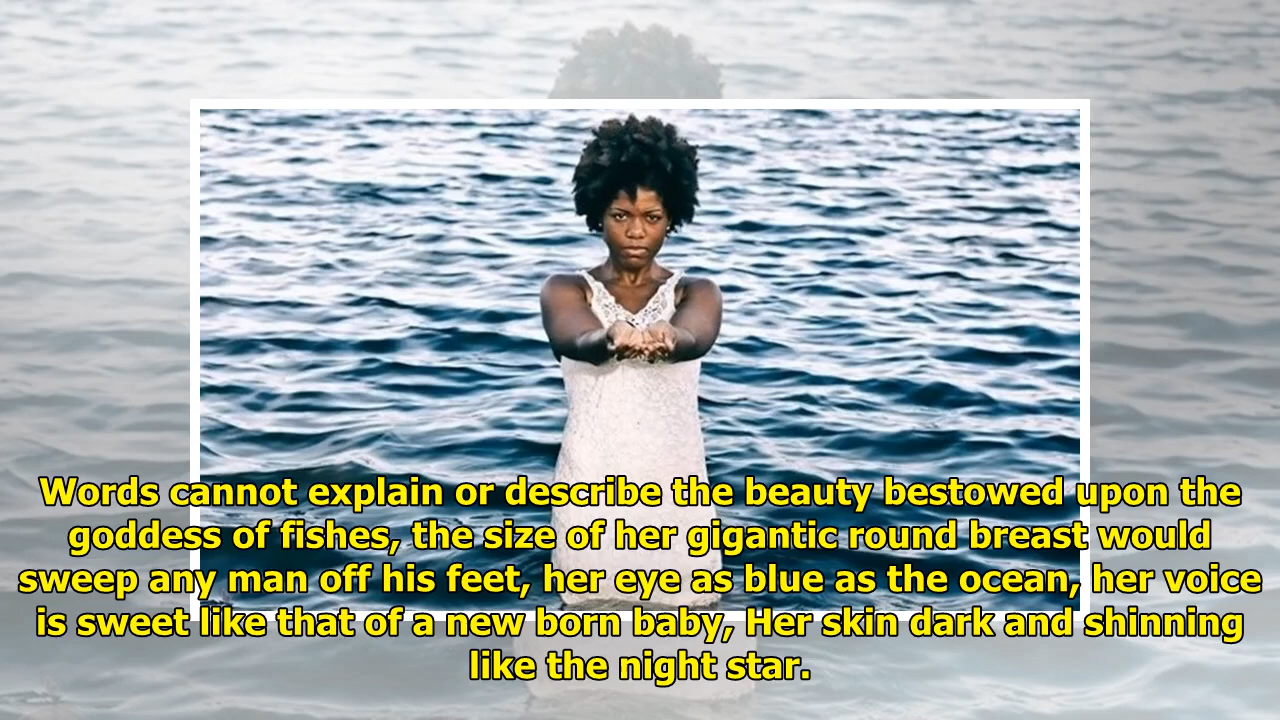 Words cannot explain or describe the beauty bestowed upon the
goddess of fishes, the size of her gigantic round breast would
sweep any man off his feet, her eye as blue as the ocean, her voice
is sweet like that of a new born baby, Her skin dark and shinning
like the night star.